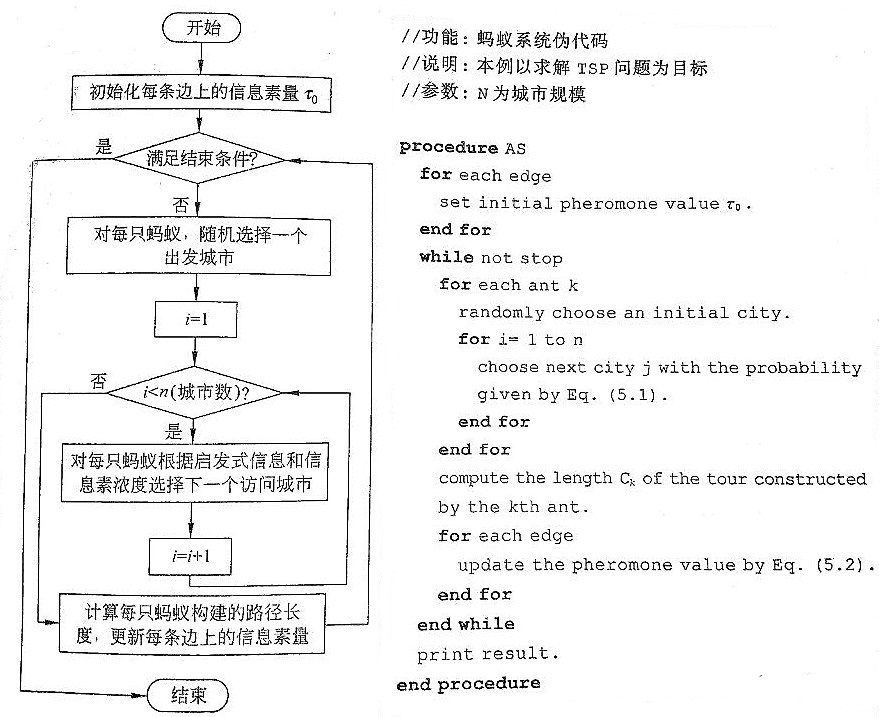 开始
初始化每条边上的信息素量 τ₀
是
满足结束条件?
否
对每只蚂蚁，随机选择一个
出发城市
i=1
否
i<n(城市数)?
是
对每只蚂蚁根据启发式信息和信
息素浓度选择下一个访问城市
i=i+1
计算每只蚂蚁构建的路径长
度，更新每条边上的信息素量
结束
//功能：蚂蚁系统伪代码
//说明：本例以求解 TSP 问题为目标
//参数：N 为城市规模
procedure AS
for each edge
set initial pheromone value τ₀.
end for
while not stop
for each ant k
randomly choose an initial city.
for i= 1 to n
choose next city j with the probability
given by Eq. (5.1).
end for
end for
compute the length Cₖ of the tour constructed
by the kth ant.
for each edge
update the pheromone value by Eq. (5.2).
end for
end while
print result.
end procedure